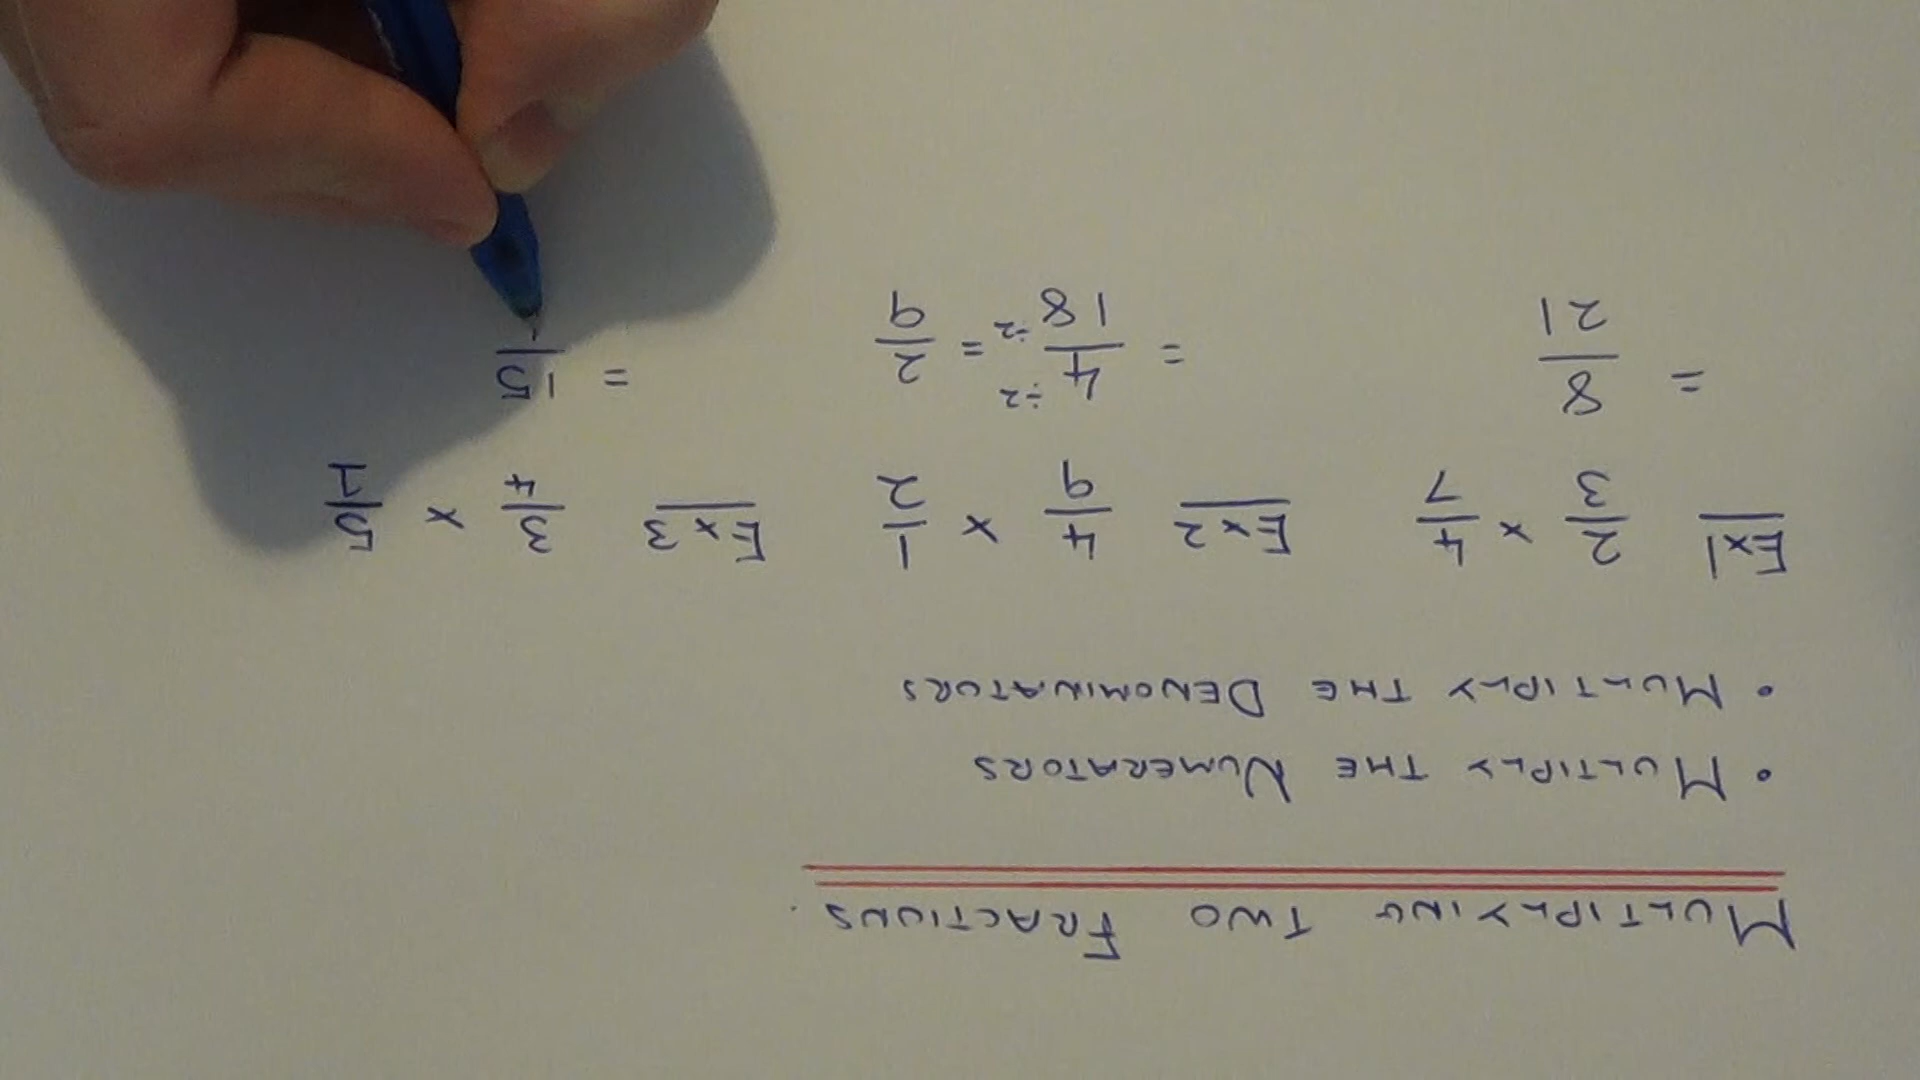 MULTIPLYING TWO FRACTIONS.
• MULTIPLY THE NUMERATORS
• MULTIPLY THE DENOMINATORS
Ex1 2/3 × 4/7 Ex2 4/9 × 1/2 Ex3 3/4 × 5/1
= 8/21 = 4/18 ÷2 ÷2 = 2/9 = 15/